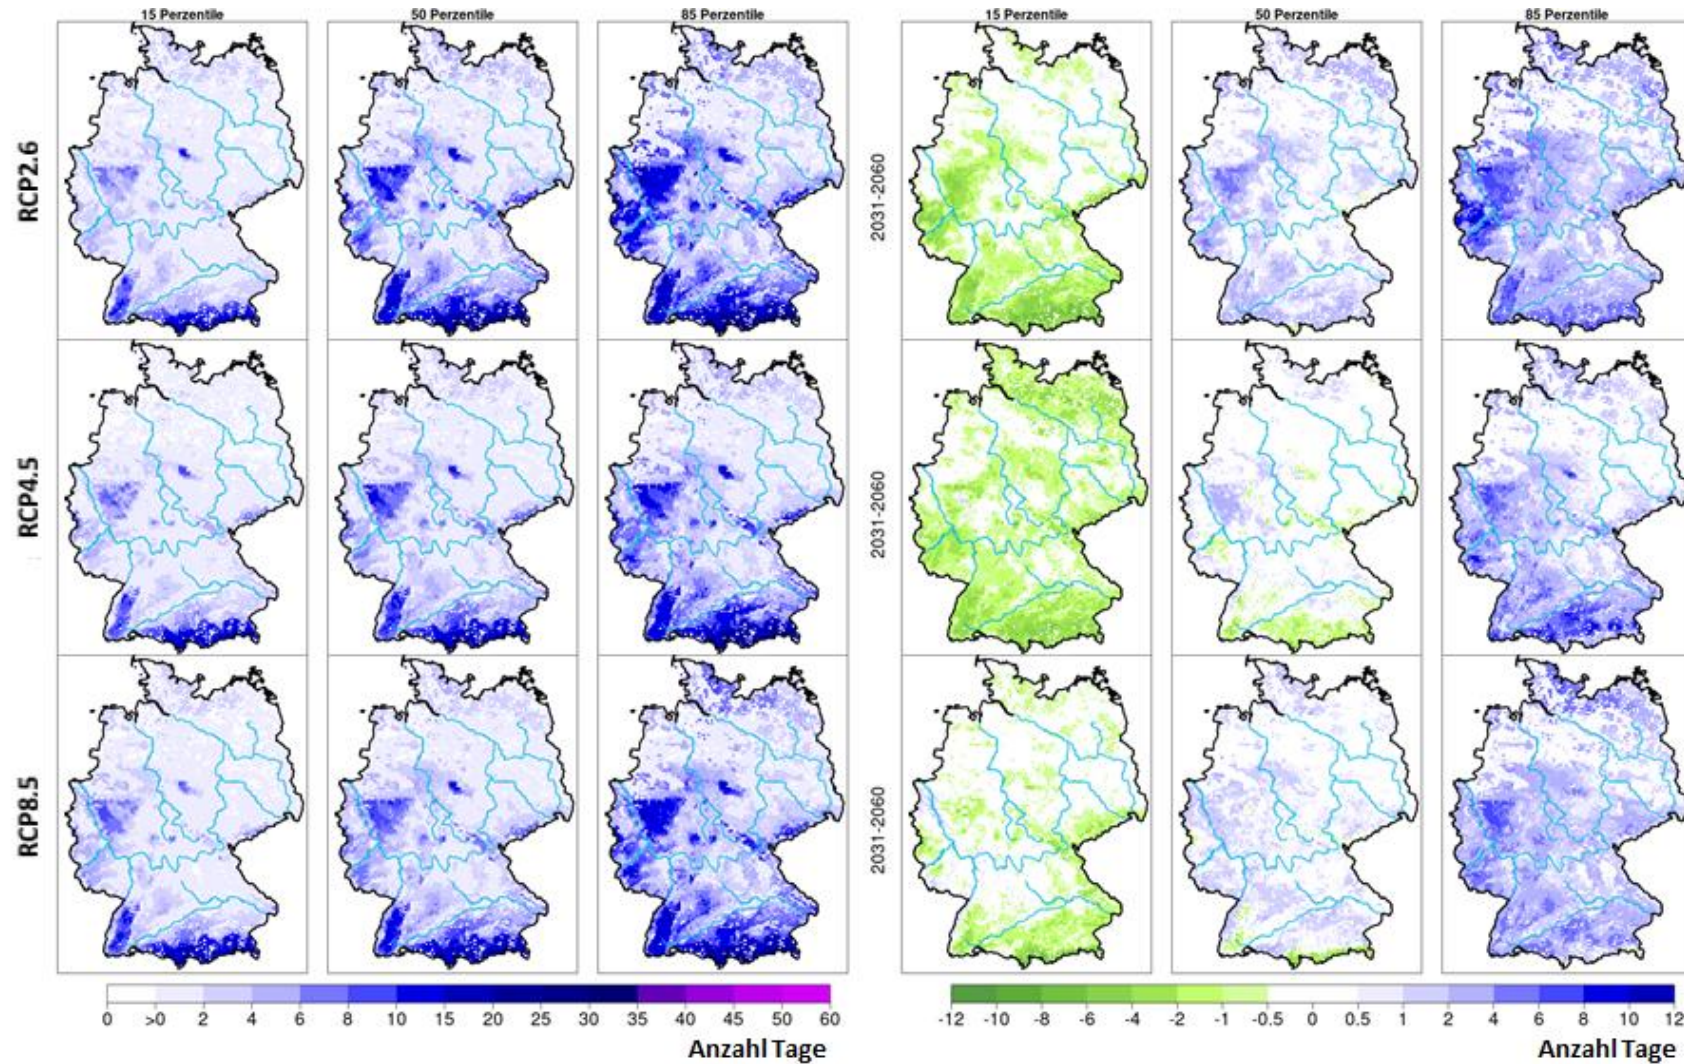 15 Perzentile 50 Perzentile 85 Perzentile 15 Perzentile 50 Perzentile 85 Perzentile
RCP2.6
2031-2060
RCP4.5
2031-2060
RCP8.5
2031-2060
0 >0 2 4 6 8 10 15 20 25 30 35 40 45 50 60
-12 -10 -8 -6 -4 -2 -1 -0.5 0 0.5 1 2 4 6 8 10 12
Anzahl Tage
Anzahl Tage